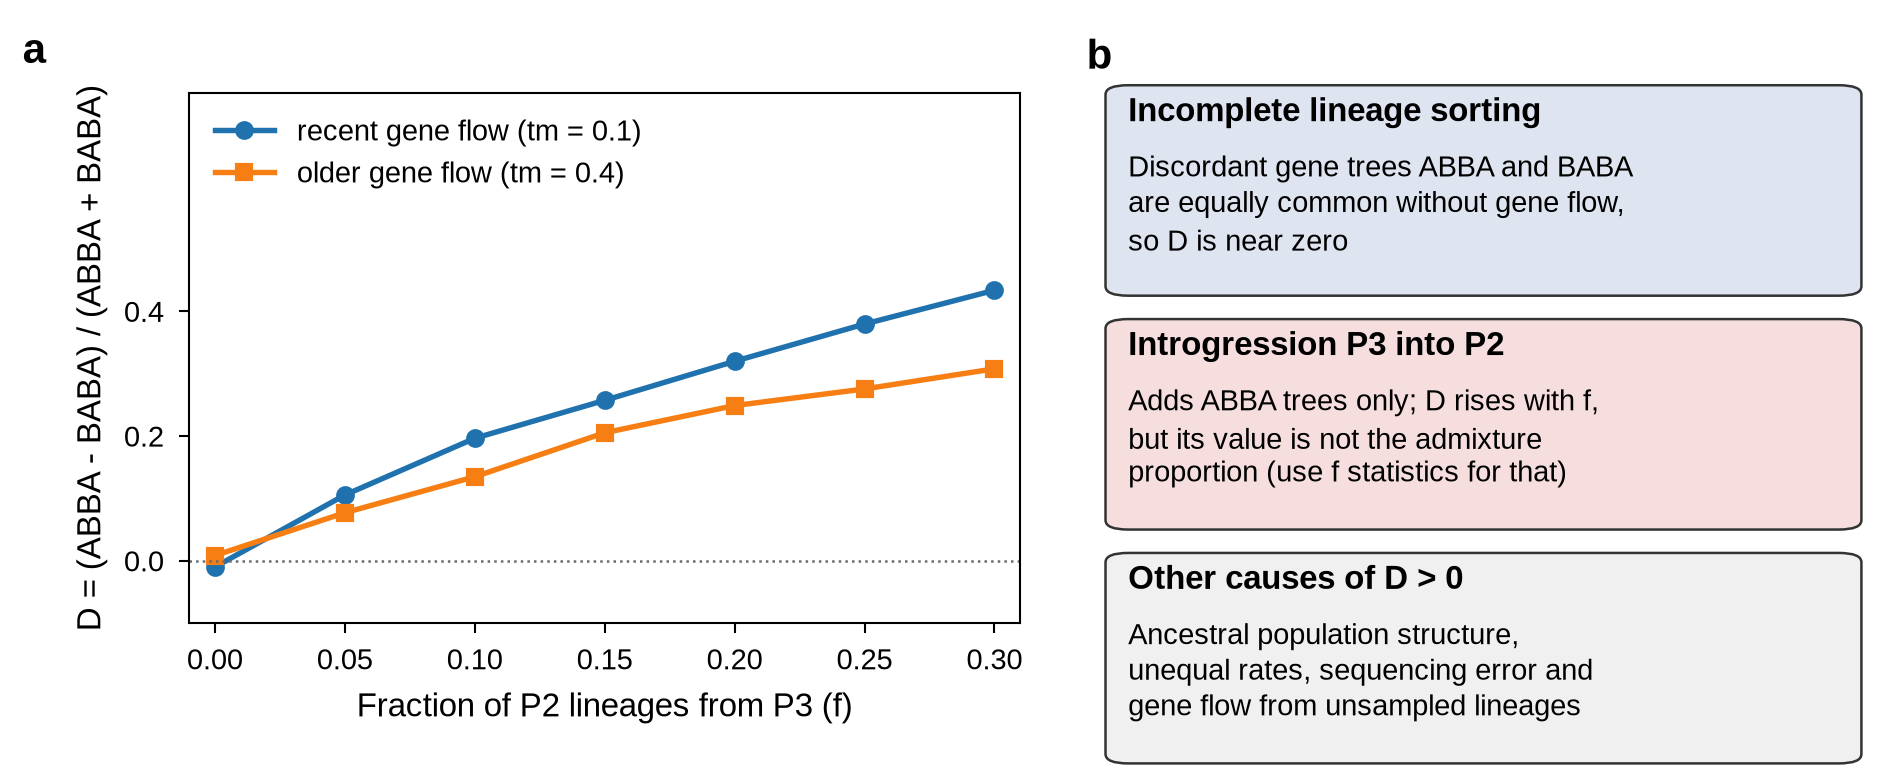 a
D = (ABBA - BABA) / (ABBA + BABA)
recent gene flow (tm = 0.1)
older gene flow (tm = 0.4)
0.4
0.2
0.0
0.00
0.05
0.10
0.15
0.20
0.25
0.30
Fraction of P2 lineages from P3 (f)
b
Incomplete lineage sorting
Discordant gene trees ABBA and BABA
are equally common without gene flow,
so D is near zero
Introgression P3 into P2
Adds ABBA trees only; D rises with f,
but its value is not the admixture
proportion (use f statistics for that)
Other causes of D > 0
Ancestral population structure,
unequal rates, sequencing error and
gene flow from unsampled lineages